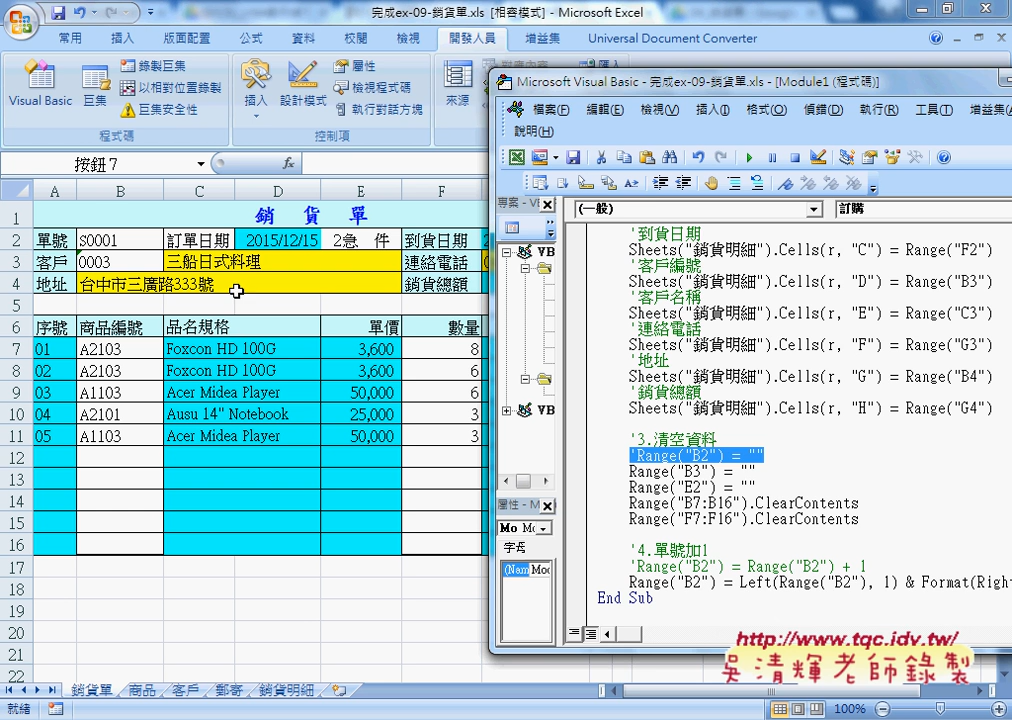 完成ex-09-銷貨單.xls [相容模式] - Microsoft Excel
常用 插入 版面配置 公式 資料 校閱 檢視 開發人員 增益集 Universal Document Converter
Visual Basic 巨集 錄製巨集 以相對位置錄製 巨集安全性 程式碼
插入 設計模式 屬性 檢視程式碼 執行對話方塊 控制項 來源
按鈕 7 fx
A B C D E F
1 銷 貨 單
2 單號 S0001 訂單日期 2015/12/15 2急 件 到貨日期
3 客戶 0003 三船日式料理 連絡電話
4 地址 台中市三廣路333號 銷貨總額
5
6 序號 商品編號 品名規格 單價 數量
7 01 A2103 Foxcon HD 100G 3,600 8
8 02 A2103 Foxcon HD 100G 3,600 6
9 03 A1103 Acer Midea Player 50,000 6
10 04 A2101 Ausu 14" Notebook 25,000 3
11 05 A1103 Acer Midea Player 50,000 3
12
13
14
15
16
17
18
19
20
21
22
銷貨單 商品 客戶 郵寄 銷貨明細
就緒 100%
Microsoft Visual Basic - 完成ex-09-銷貨單.xls - [Module1 (程式碼)]
檔案(F) 編輯(E) 檢視(V) 插入(I) 格式(O) 偵錯(D) 執行(R) 工具(T) 增益集(A
說明(H)
專案 - VB
VB
VB
屬性 - M
Mo Mo
字母
(Nam Mod
(一般) 訂購
'到貨日期
Sheets("銷貨明細").Cells(r, "C") = Range("F2")
'客戶編號
Sheets("銷貨明細").Cells(r, "D") = Range("B3")
'客戶名稱
Sheets("銷貨明細").Cells(r, "E") = Range("C3")
'連絡電話
Sheets("銷貨明細").Cells(r, "F") = Range("G3")
'地址
Sheets("銷貨明細").Cells(r, "G") = Range("B4")
'銷貨總額
Sheets("銷貨明細").Cells(r, "H") = Range("G4")
'3.清空資料
'Range("B2") = ""
Range("B3") = ""
Range("E2") = ""
Range("B7:B16").ClearContents
Range("F7:F16").ClearContents
'4.單號加1
'Range("B2") = Range("B2") + 1
Range("B2") = Left(Range("B2"), 1) & Format(Righ
End Sub
http://www.tqc.idv.tw/
吳清輝老師錄製